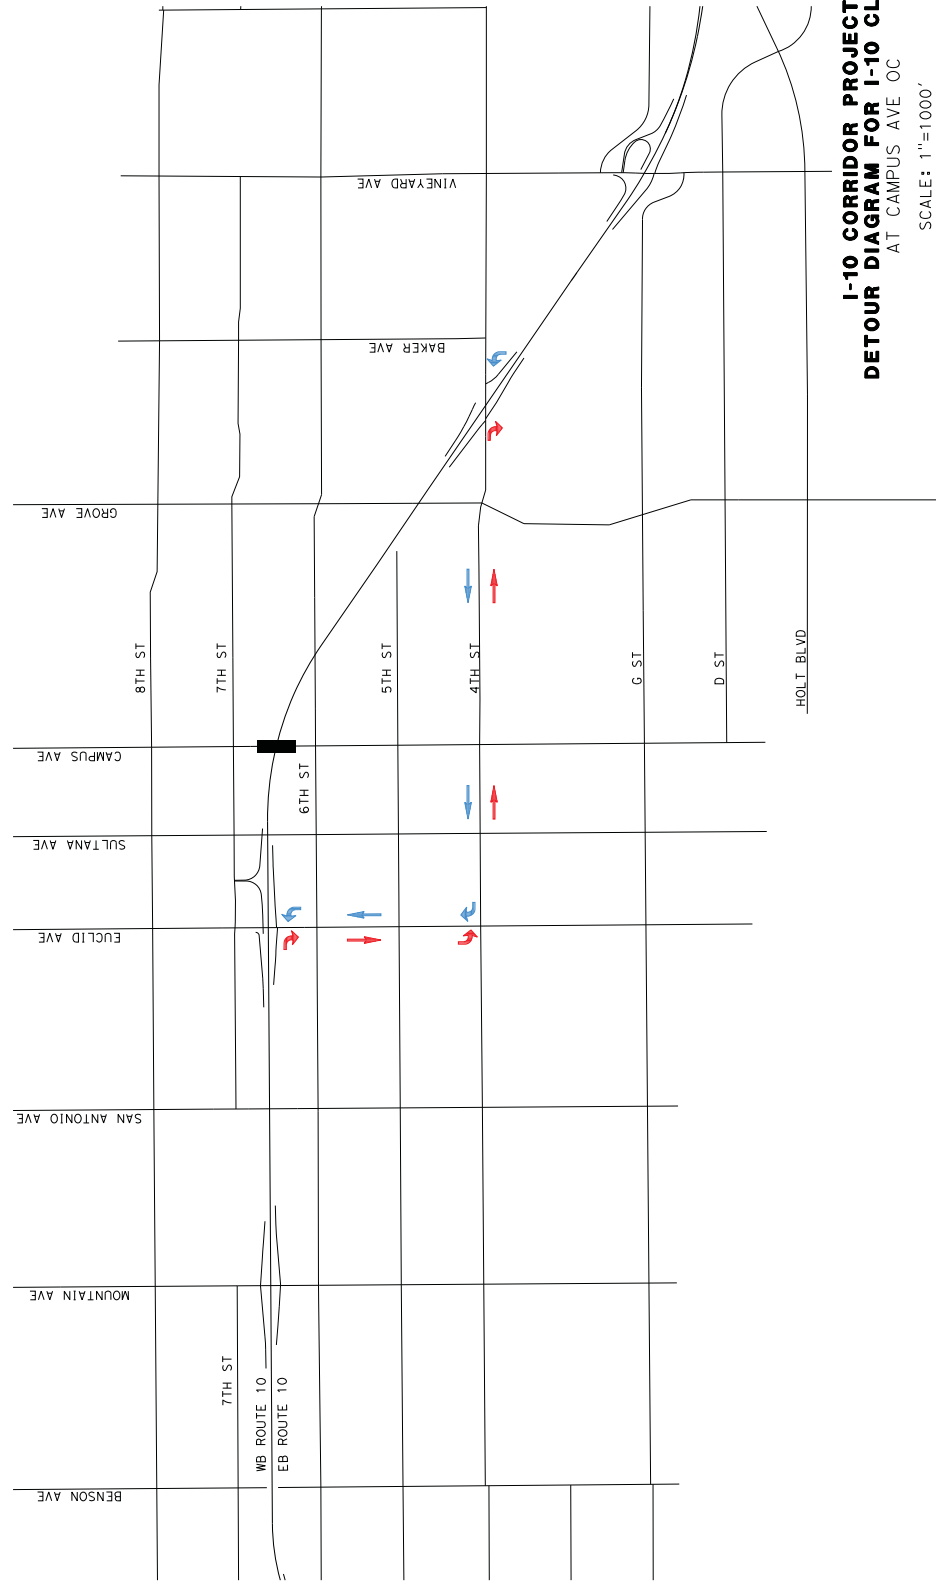 I-10 CORRIDOR PROJECT
DETOUR DIAGRAM FOR I-10 CL
AT CAMPUS AVE OC
SCALE: 1"=1000'
VINEYARD AVE
BAKER AVE
GROVE AVE
8TH ST
7TH ST
5TH ST
4TH ST
G ST
D ST
HOLT BLVD
CAMPUS AVE
6TH ST
SULTANA AVE
EUCLID AVE
SAN ANTONIO AVE
MOUNTAIN AVE
7TH ST
WB ROUTE 10
EB ROUTE 10
BENSON AVE